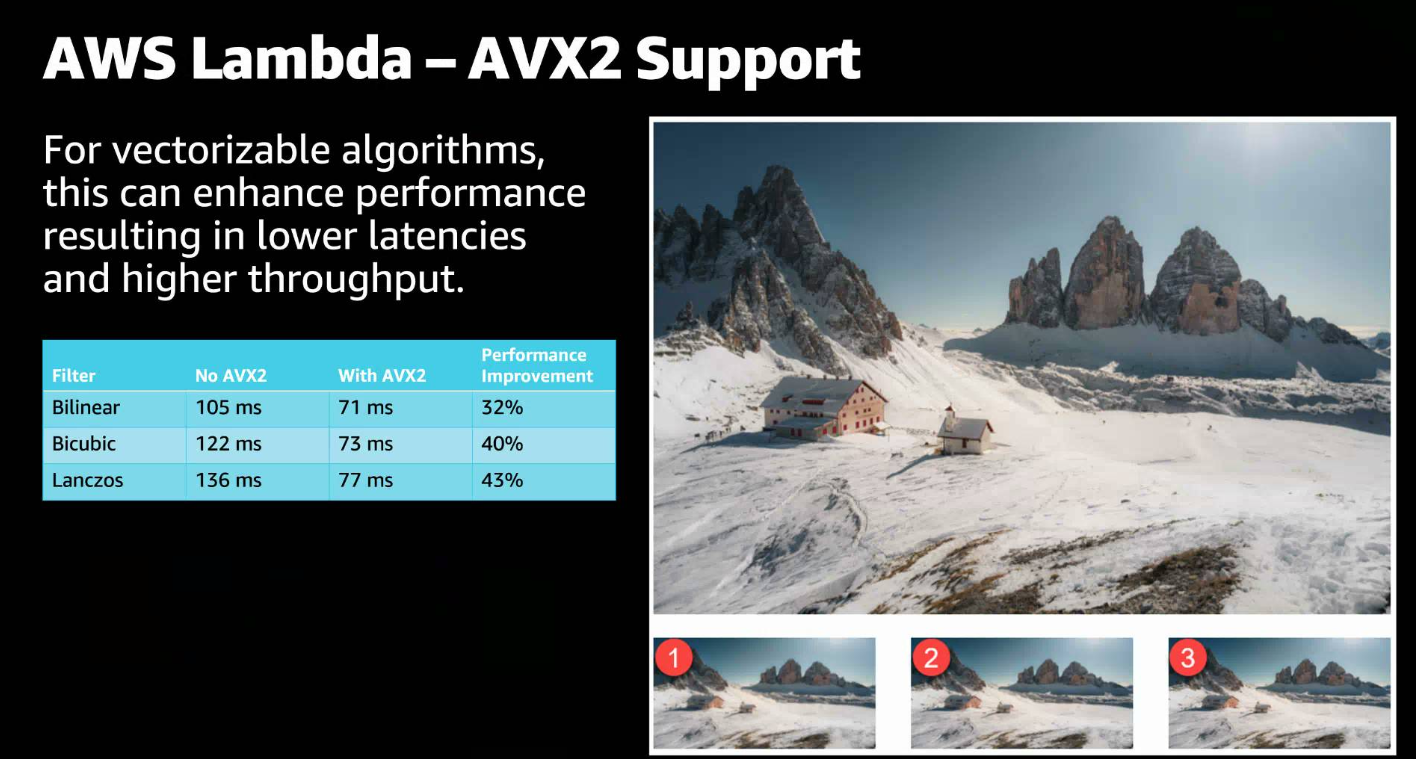 AWS Lambda – AVX2 Support
For vectorizable algorithms,
this can enhance performance
resulting in lower latencies
and higher throughput.
Filter No AVX2 With AVX2 Performance Improvement
Bilinear 105 ms 71 ms 32%
Bicubic 122 ms 73 ms 40%
Lanczos 136 ms 77 ms 43%
1 2 3